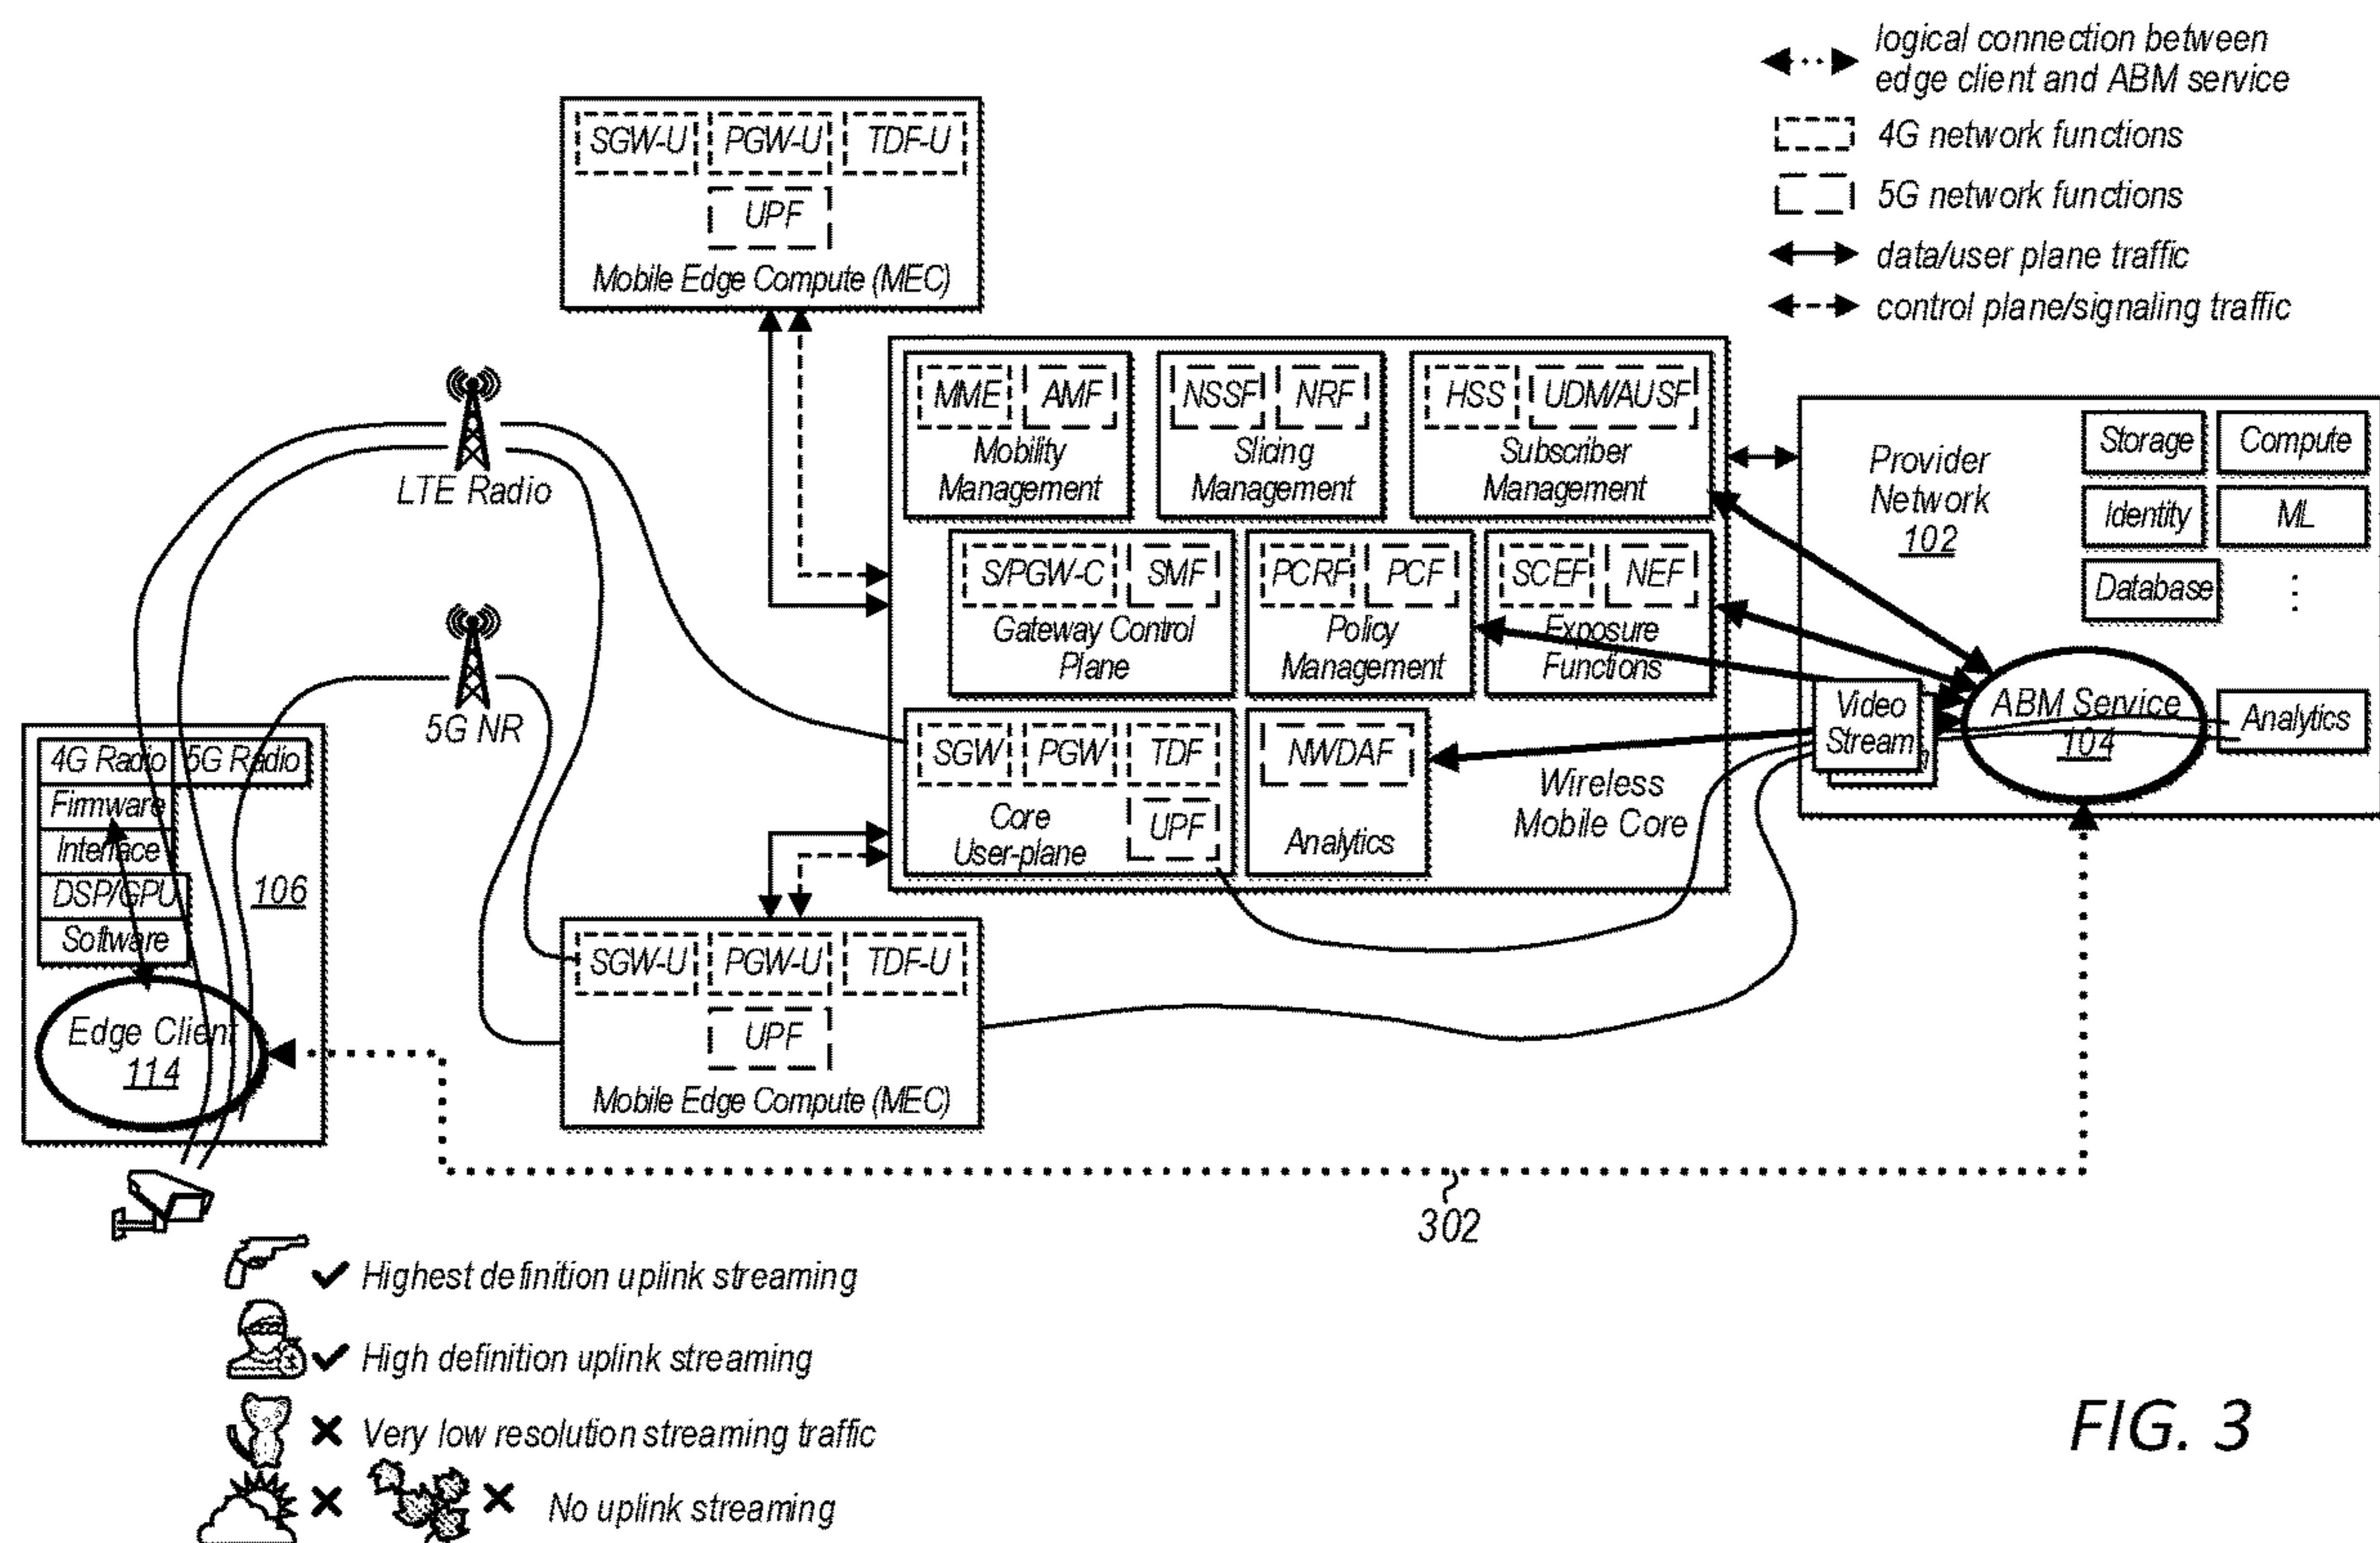 logical connection between
edge client and ABM service
4G network functions
5G network functions
data/user plane traffic
control plane/signaling traffic
SGW-U PGW-U TDF-U
UPF
Mobile Edge Compute (MEC)
LTE Radio
5G NR
MME AMF
Mobility
Management
NSSF NRF
Slicing
Management
HSS UDM/AUSF
Subscriber
Management
S/PGW-C SMF
Gateway Control
Plane
PCRF PCF
Policy
Management
SCEF NEF
Exposure
Functions
SGW PGW TDF
UPF
Core
User-plane
NWDAF
Analytics
Wireless
Mobile Core
Provider
Network
102
Storage Compute
Identity ML
Database
Video
Stream
ABM Service
104
Analytics
4G Radio 5G Radio
Firmware
Interface
DSP/GPU
Software
106
Edge Client
114
SGW-U PGW-U TDF-U
UPF
Mobile Edge Compute (MEC)
302
Highest definition uplink streaming
High definition uplink streaming
Very low resolution streaming traffic
No uplink streaming
FIG. 3